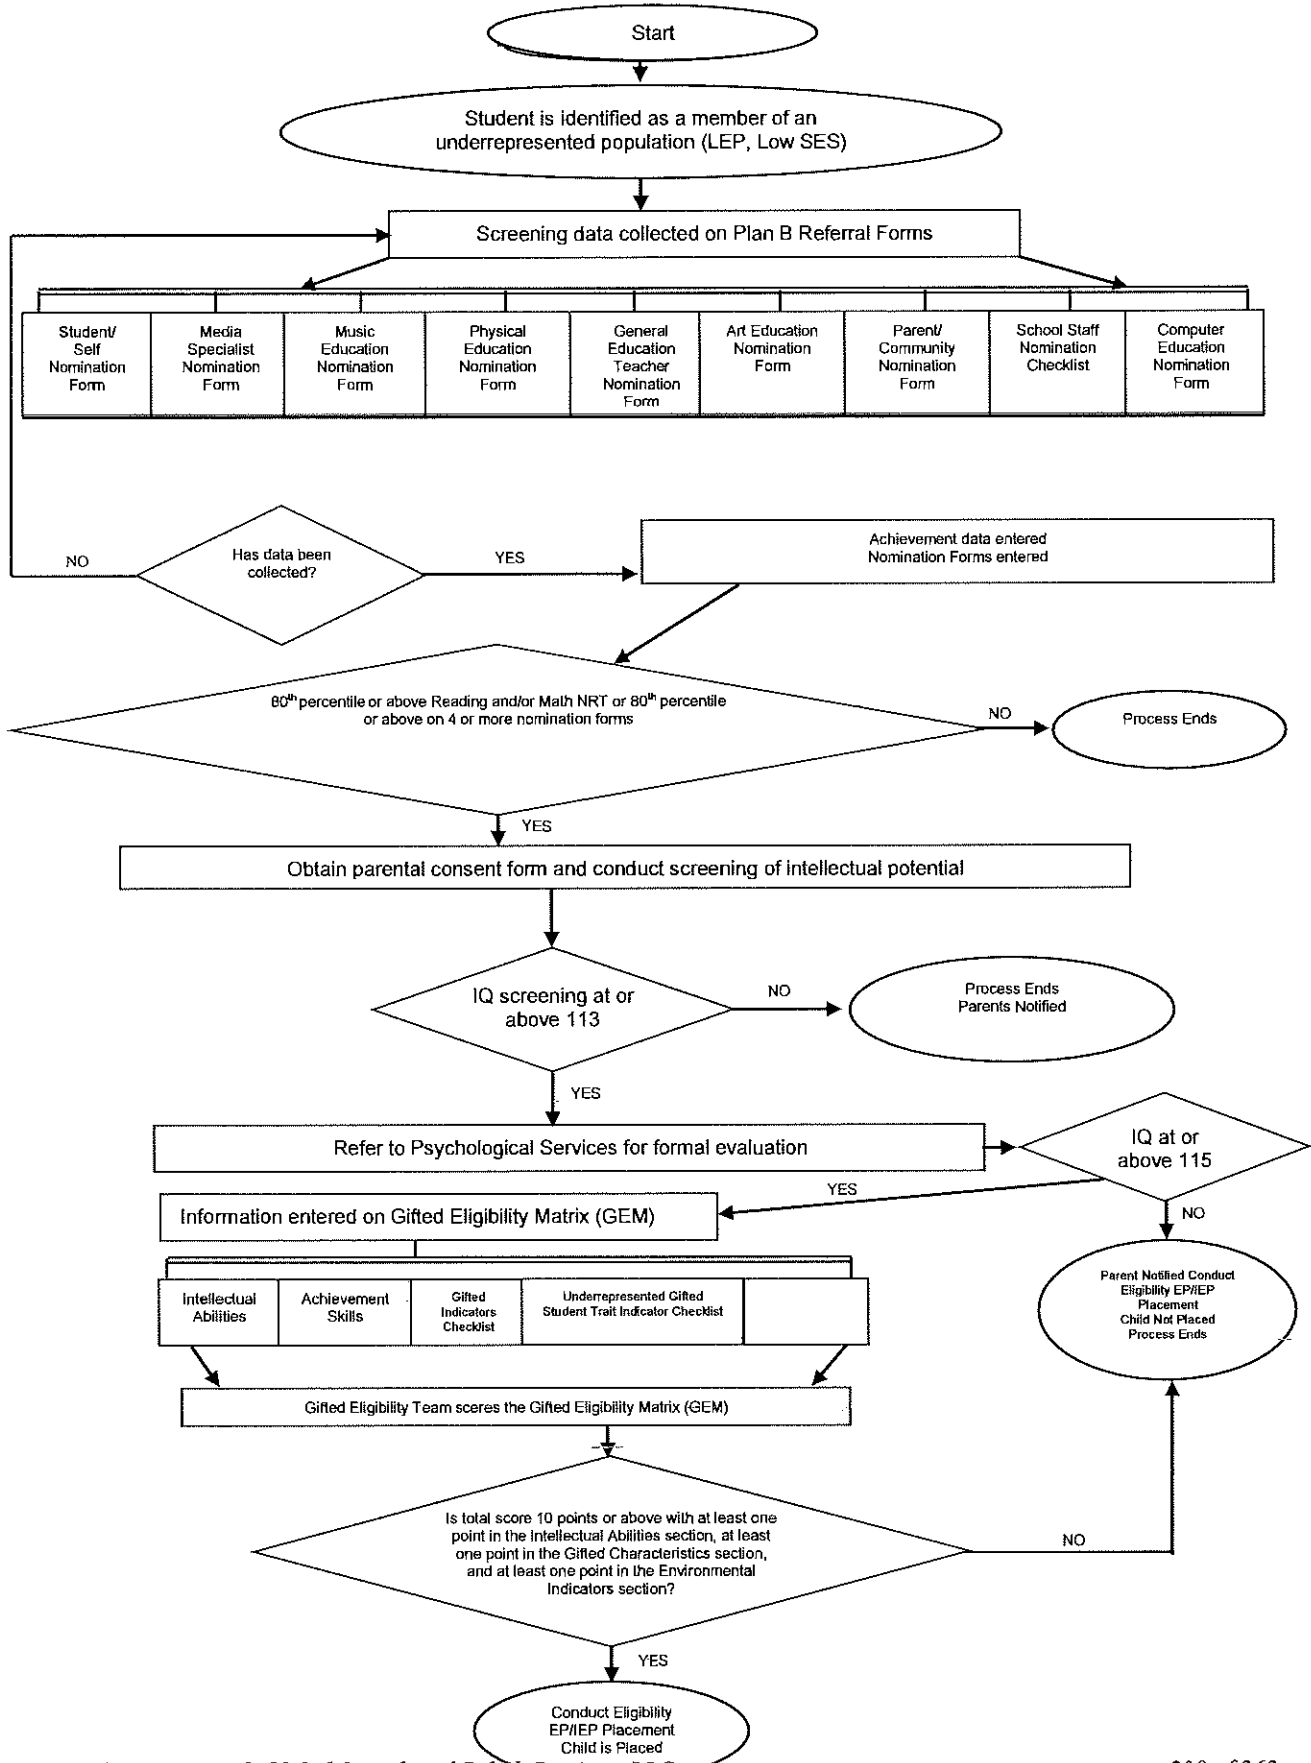 Start
Student is identified as a member of an
underrepresented population (LEP, Low SES)
Screening data collected on Plan B Referral Forms
Student/
Self
Nomination
Form
Media
Specialist
Nomination
Form
Music
Education
Nomination
Form
Physical
Education
Nomination
Form
General
Education
Teacher
Nomination
Form
Art Education
Nomination
Form
Parent/
Community
Nomination
Form
School Staff
Nomination
Checklist
Computer
Education
Nomination
Form
Has data been
collected?
NO
YES
Achievement data entered
Nomination Forms entered
80th percentile or above Reading and/or Math NRT or 80th percentile
or above on 4 or more nomination forms
NO
Process Ends
YES
Obtain parental consent form and conduct screening of intellectual potential
IQ screening at or
above 113
NO
Process Ends
Parents Notified
YES
Refer to Psychological Services for formal evaluation
IQ at or
above 115
YES
NO
Information entered on Gifted Eligibility Matrix (GEM)
Parent Notified Conduct
Eligibility EP/IEP
Placement
Child Not Placed
Process Ends
Intellectual
Abilities
Achievement
Skills
Gifted
Indicators
Checklist
Underrepresented Gifted
Student Trait Indicator Checklist
Gifted Eligibility Team sceres the Gifted Eligibility Matrix (GEM)
Is total score 10 points or above with at least one
point in the Intellectual Abilities section, at least
one point in the Gifted Characteristics section,
and at least one point in the Environmental
Indicators section?
NO
YES
Conduct Eligibility
EP/IEP Placement
Child is Placed